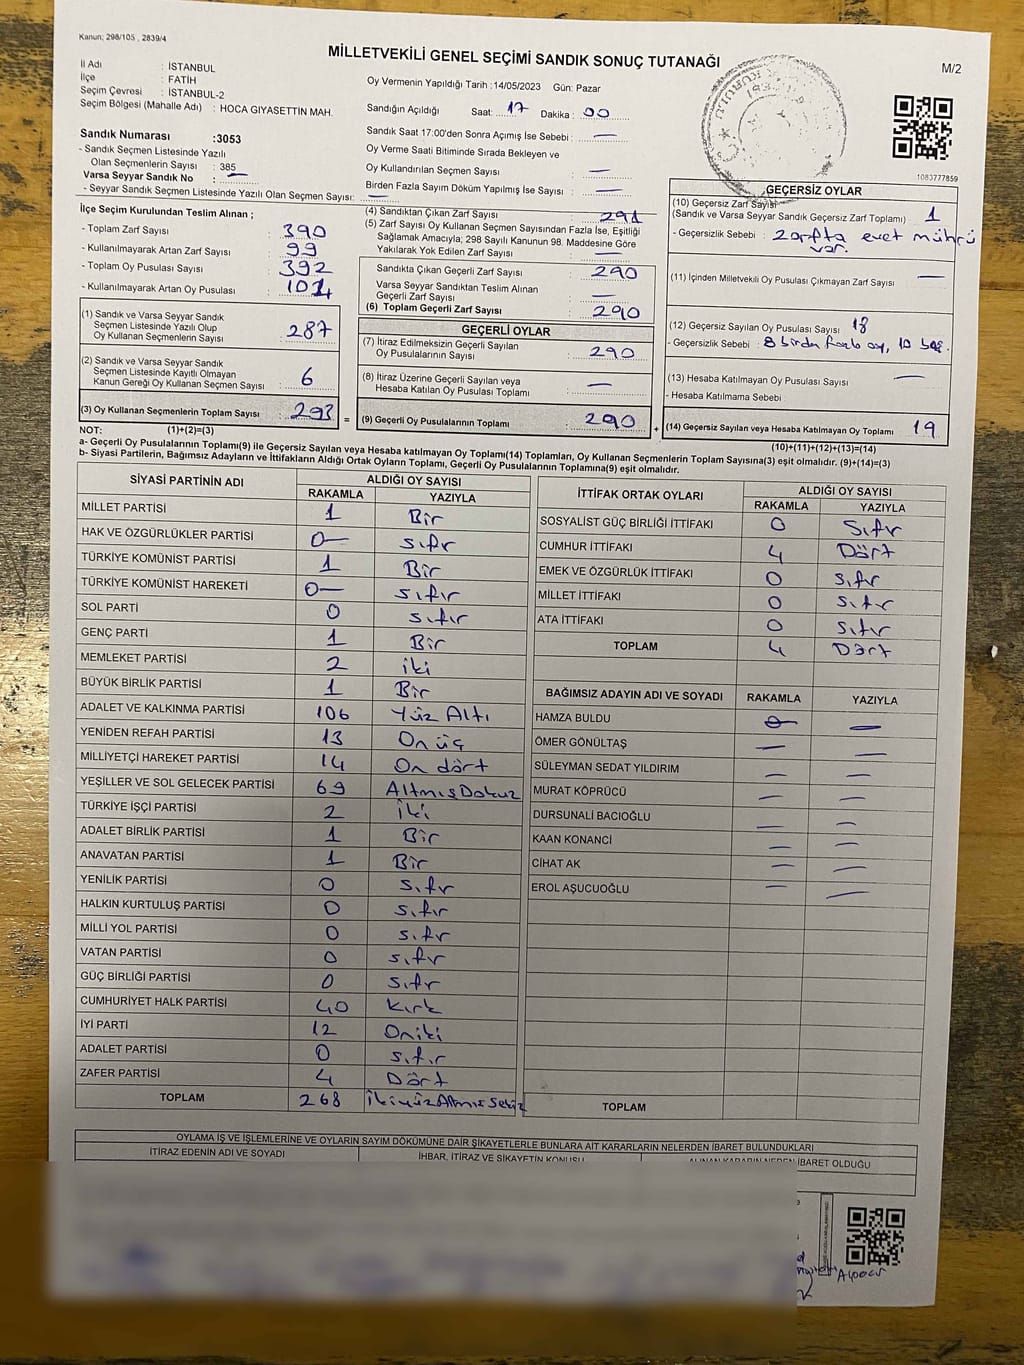 Kanun: 298/105 , 2839/4
MİLLETVEKİLİ GENEL SEÇİMİ SANDIK SONUÇ TUTANAĞI
M/2
İl Adı : İSTANBUL
İlçe : FATİH
Seçim Çevresi : İSTANBUL-2
Seçim Bölgesi (Mahalle Adı) : HOCA GIYASETTİN MAH.
Sandık Numarası :3053
- Sandık Seçmen Listesinde Yazılı
Olan Seçmenlerin Sayısı : 385
Varsa Seyyar Sandık No : —
- Seyyar Sandık Seçmen Listesinde Yazılı Olan Seçmen Sayısı: —
Oy Vermenin Yapıldığı Tarih :14/05/2023 Gün: Pazar
Sandığın Açıldığı Saat: 17 Dakika : 00
Sandık Saat 17:00'den Sonra Açımış İse Sebebi : —
Oy Verme Saati Bitiminde Sırada Bekleyen ve
Oy Kullandırılan Seçmen Sayısı : —
Birden Fazla Sayım Döküm Yapılmış İse Sayısı : —
1083777859
İlçe Seçim Kurulundan Teslim Alınan ;
- Toplam Zarf Sayısı : 390
- Kullanılmayarak Artan Zarf Sayısı : 99
- Toplam Oy Pusulası Sayısı : 392
- Kullanılmayarak Artan Oy Pusulası : 101
(1) Sandık ve Varsa Seyyar Sandık
Seçmen Listesinde Yazılı Olup
Oy Kullanan Seçmenlerin Sayısı : 287
(2) Sandık ve Varsa Seyyar Sandık
Seçmen Listesinde Kayıtlı Olmayan
Kanun Gereği Oy Kullanan Seçmen Sayısı : 6
(3) Oy Kullanan Seçmenlerin Toplam Sayısı : 293 =
(4) Sandıktan Çıkan Zarf Sayısı : 291
(5) Zarf Sayısı Oy Kullanan Seçmen Sayısından Fazla İse, Eşitliği
Sağlamak Amacıyla; 298 Sayılı Kanunun 98. Maddesine Göre
Yakılarak Yok Edilen Zarf Sayısı : —
Sandıkta Çıkan Geçerli Zarf Sayısı : 290
Varsa Seyyar Sandıktan Teslim Alınan
Geçerli Zarf Sayısı : —
(6) Toplam Geçerli Zarf Sayısı : 290
GEÇERLİ OYLAR
(7) İtiraz Edilmeksizin Geçerli Sayılan
Oy Pusulalarının Sayısı : 290
(8) İtiraz Üzerine Geçerli Sayılan veya
Hesaba Katılan Oy Pusulası Toplamı : —
(9) Geçerli Oy Pusulalarının Toplamı : 290 +
GEÇERSİZ OYLAR
(10) Geçersiz Zarf Sayısı
(Sandık ve Varsa Seyyar Sandık Geçersiz Zarf Toplamı) : 1
- Geçersizlik Sebebi : evet mührü
var.
(11) İçinden Milletvekili Oy Pusulası Çıkmayan Zarf Sayısı : —
(12) Geçersiz Sayılan Oy Pusulası Sayısı : 18
- Geçersizlik Sebebi : 8 birden fazla oy, 10 boş.
(13) Hesaba Katılmayan Oy Pusulası Sayısı : —
- Hesaba Katılmama Sebebi :
(14) Geçersiz Sayılan veya Hesaba Katılmayan Oy Toplamı : 19
NOT: (1)+(2)=(3)
(10)+(11)+(12)+(13)=(14)
a- Geçerli Oy Pusulalarının Toplamı(9) ile Geçersiz Sayılan veya Hesaba katılmayan Oy Toplamı(14) Toplamları, Oy Kullanan Seçmenlerin Toplam Sayısına(3) eşit olmalıdır. (9)+(14)=(3)
b- Siyasi Partilerin, Bağımsız Adayların ve İttifakların Aldığı Ortak Oyların Toplamı, Geçerli Oy Pusulalarının Toplamına(9) eşit olmalıdır.
SİYASİ PARTİNİN ADI ALDIĞI OY SAYISI
RAKAMLA YAZIYLA
MİLLET PARTİSİ 1 Bir
HAK VE ÖZGÜRLÜKLER PARTİSİ 0— sıfır
TÜRKİYE KOMÜNİST PARTİSİ 1 Bir
TÜRKİYE KOMÜNİST HAREKETİ 0— sıfır
SOL PARTİ 0 sıfır
GENÇ PARTİ 1 Bir
MEMLEKET PARTİSİ 2 iki
BÜYÜK BİRLİK PARTİSİ 1 Bir
ADALET VE KALKINMA PARTİSİ 106 Yüz Altı
YENİDEN REFAH PARTİSİ 13 On üç
MİLLİYETÇİ HAREKET PARTİSİ 14 On dört
YEŞİLLER VE SOL GELECEK PARTİSİ 69 Altmış Dokuz
TÜRKİYE İŞÇİ PARTİSİ 2 İki
ADALET BİRLİK PARTİSİ 1 Bir
ANAVATAN PARTİSİ 1 Bir
YENİLİK PARTİSİ 0 sıfır
HALKIN KURTULUŞ PARTİSİ 0 sıfır
MİLLİ YOL PARTİSİ 0 sıfır
VATAN PARTİSİ 0 sıfır
GÜÇ BİRLİĞİ PARTİSİ 0 sıfır
CUMHURİYET HALK PARTİSİ 40 Kırk
İYİ PARTİ 12 Oniki
ADALET PARTİSİ 0 sıfır
ZAFER PARTİSİ 4 Dört
TOPLAM 268 İkiyüz Altmış Sekiz
İTTİFAK ORTAK OYLARI ALDIĞI OY SAYISI
RAKAMLA YAZIYLA
SOSYALİST GÜÇ BİRLİĞİ İTTİFAKI 0 Sıfır
CUMHUR İTTİFAKI 4 Dört
EMEK VE ÖZGÜRLÜK İTTİFAKI 0 sıfır
MİLLET İTTİFAKI 0 Sıfır
ATA İTTİFAKI 0 Sıfır
TOPLAM 4 Dört
BAĞIMSIZ ADAYIN ADI VE SOYADI RAKAMLA YAZIYLA
HAMZA BULDU 0 —
ÖMER GÖNÜLTAŞ — —
SÜLEYMAN SEDAT YILDIRIM — —
MURAT KÖPRÜCÜ — —
DURSUNALİ BACIOĞLU — —
KAAN KONANCİ — —
CİHAT AK — —
EROL AŞUCUOĞLU — —
TOPLAM
OYLAMA İŞ VE İŞLEMLERİNE VE OYLARIN SAYIM DÖKÜMÜNE DAİR ŞİKAYETLERLE BUNLARA AİT KARARLARIN NELERDEN İBARET BULUNDUKLARI
İTİRAZ EDENİN ADI VE SOYADI İHBAR, İTİRAZ VE ŞİKAYETİN KONUSU ALINAN KARARIN NEDEN İBARET OLDUĞU